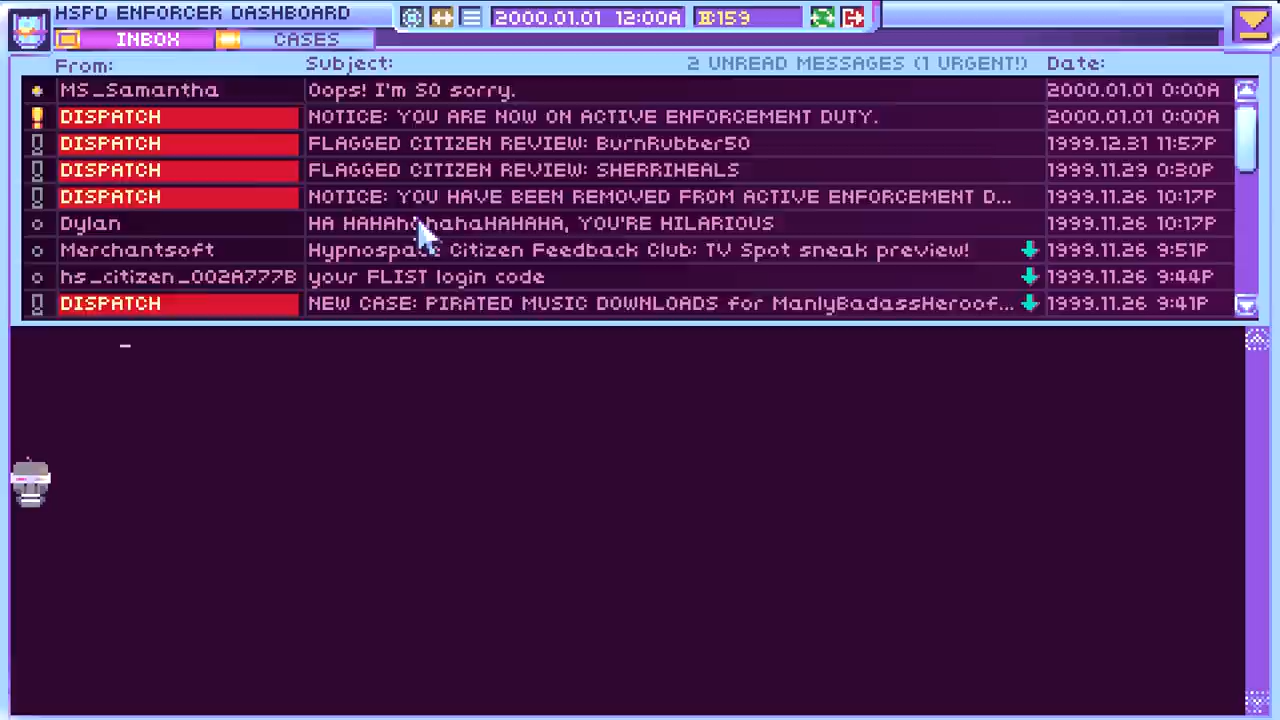 HSPD ENFORCER DASHBOARD
2000.01.01 12:00A
159
INBOX
CASES
From: Subject: 2 UNREAD MESSAGES (1 URGENT!) Date:
MS_Samantha Oops! I'm SO sorry. 2000.01.01 0:00A
DISPATCH NOTICE: YOU ARE NOW ON ACTIVE ENFORCEMENT DUTY. 2000.01.01 0:00A
DISPATCH FLAGGED CITIZEN REVIEW: BurnRubber50 1999.12.31 11:57P
DISPATCH FLAGGED CITIZEN REVIEW: SHERRIHEALS 1999.11.29 0:30P
DISPATCH NOTICE: YOU HAVE BEEN REMOVED FROM ACTIVE ENFORCEMENT D... 1999.11.26 10:17P
Dylan HA YOU'RE HILARIOUS 1999.11.26 10:17P
Merchantsoft Hypnospace Citizen Feedback Club: TV Spot sneak preview! 1999.11.26 9:51P
hs_citizen_002A777B your FLIST login code 1999.11.26 9:44P
DISPATCH NEW CASE: PIRATED MUSIC DOWNLOADS for ManlyBadassHeroof... 1999.11.26 9:41P